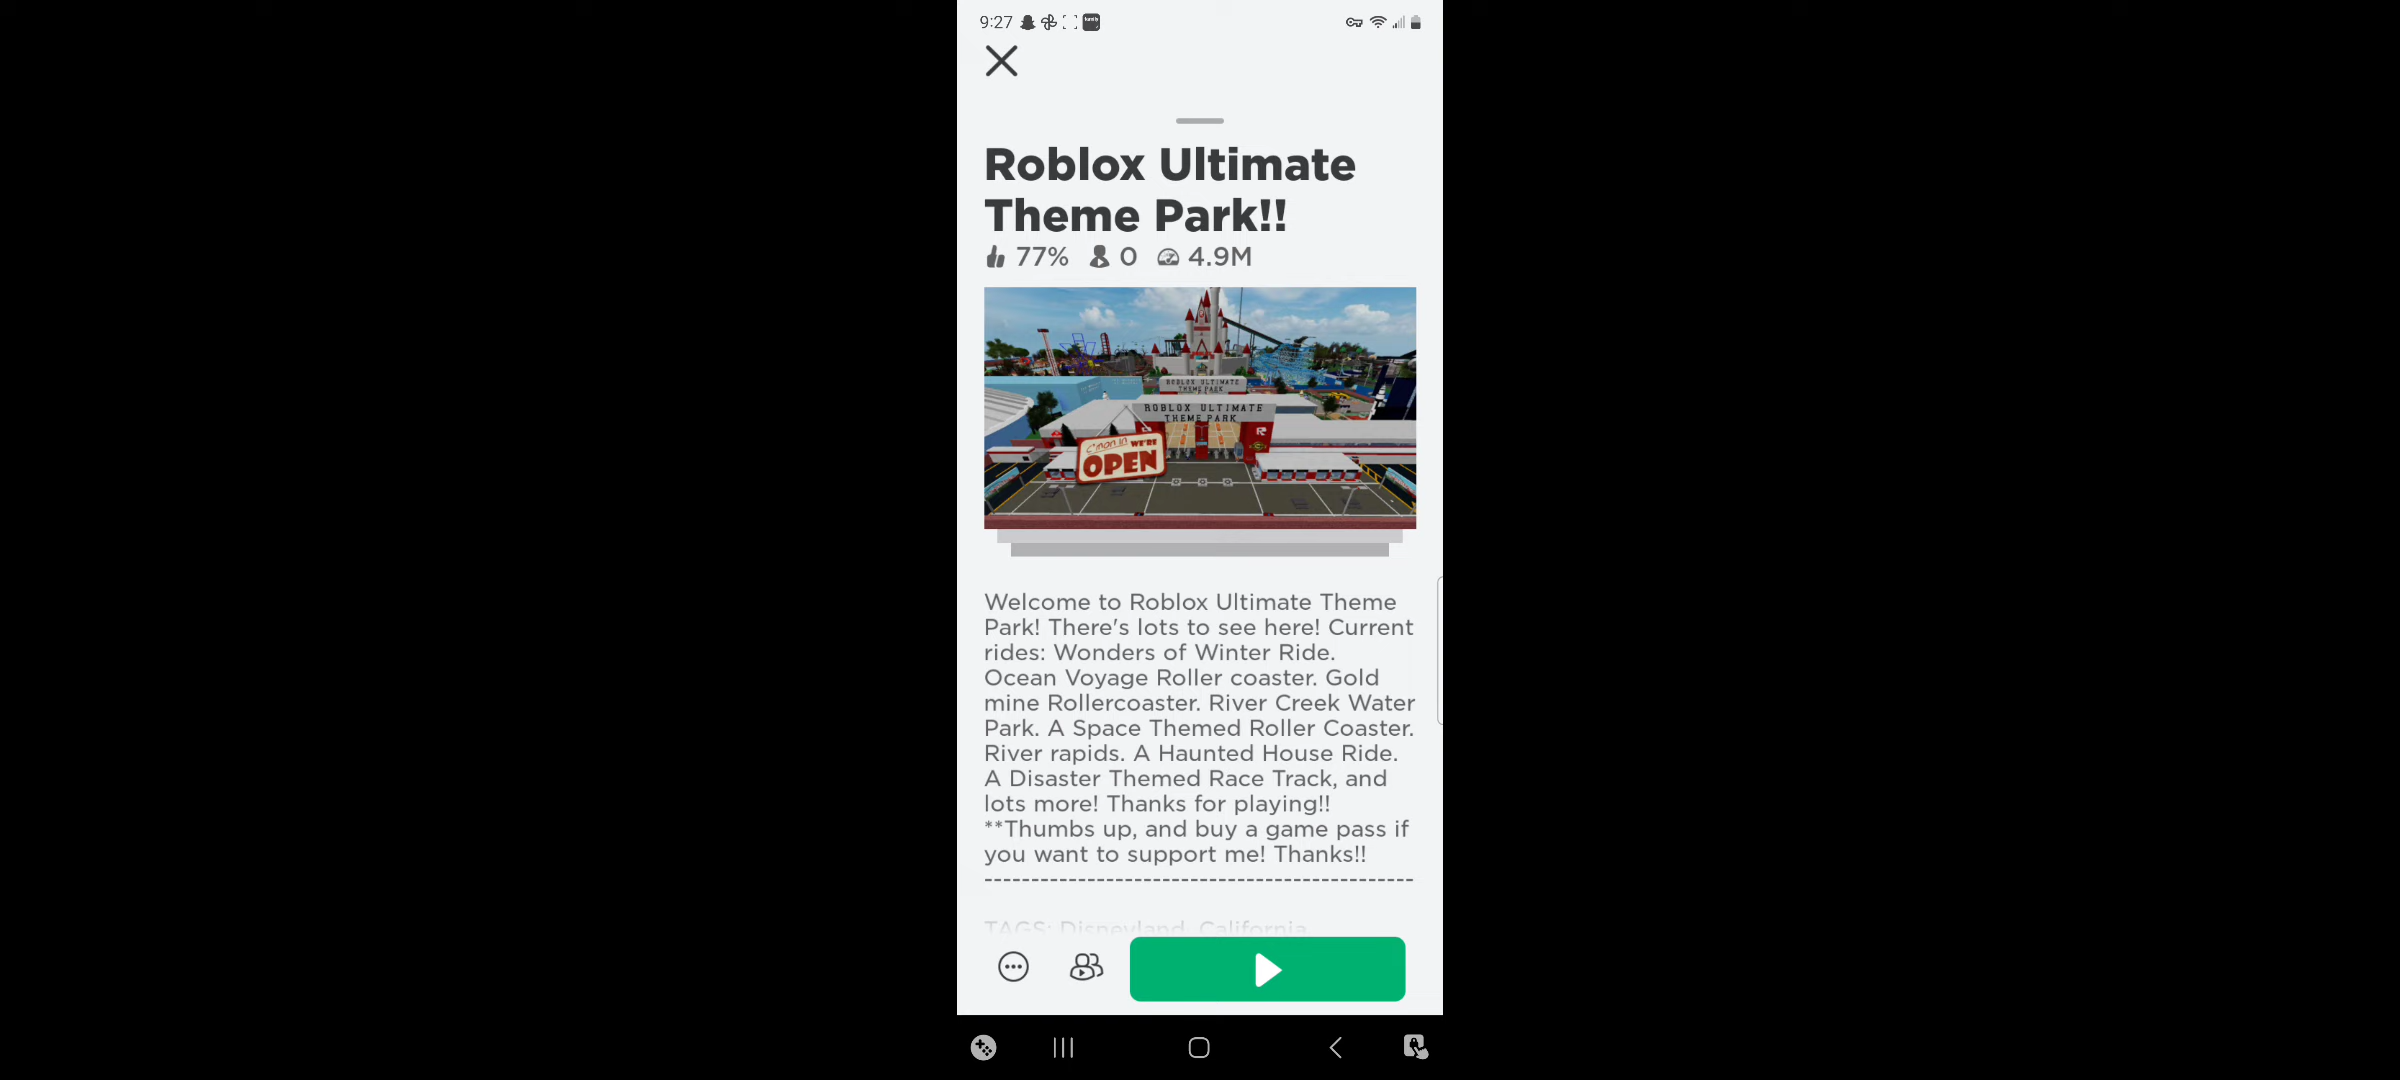 9:27
Roblox Ultimate
Theme Park!!
77% 0 4.9M
ROBLOX ULTIMATE
THEME PARK
ROBLOX ULTIMATE
THEME PARK
C'mon in WE'RE
OPEN
Welcome to Roblox Ultimate Theme
Park! There's lots to see here! Current
rides: Wonders of Winter Ride.
Ocean Voyage Roller coaster. Gold
mine Rollercoaster. River Creek Water
Park. A Space Themed Roller Coaster.
River rapids. A Haunted House Ride.
A Disaster Themed Race Track, and
lots more! Thanks for playing!!
**Thumbs up, and buy a game pass if
you want to support me! Thanks!!
-------------------------------------------
TAGS: Disneyland, California